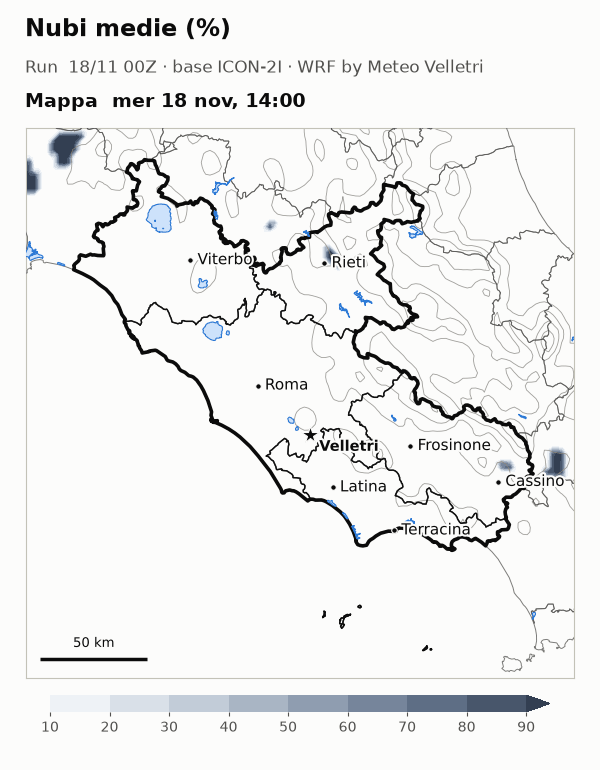 Nubi medie (%)
Run  18/11 00Z · base ICON-2I · WRF by Meteo Velletri
Mappa  mer 18 nov, 14:00
Viterbo
Rieti
Roma
Velletri
Frosinone
Cassino
Latina
Terracina
50 km
10 20 30 40 50 60 70 80 90